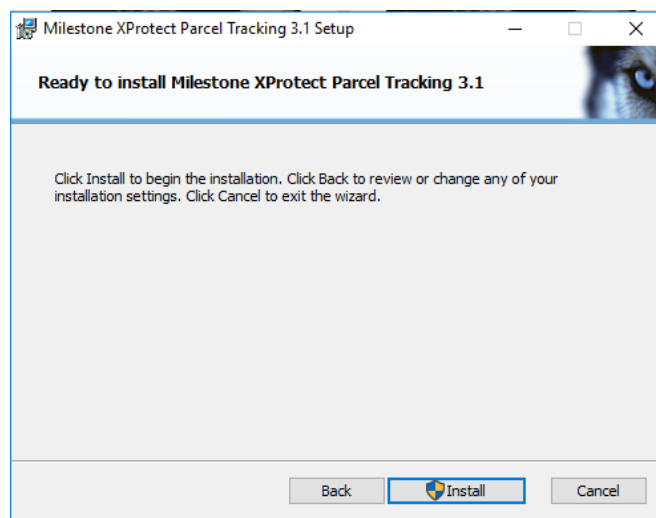 Milestone XProtect Parcel Tracking 3.1 Setup
Ready to install Milestone XProtect Parcel Tracking 3.1
Click Install to begin the installation. Click Back to review or change any of your
installation settings. Click Cancel to exit the wizard.
Back
Install
Cancel